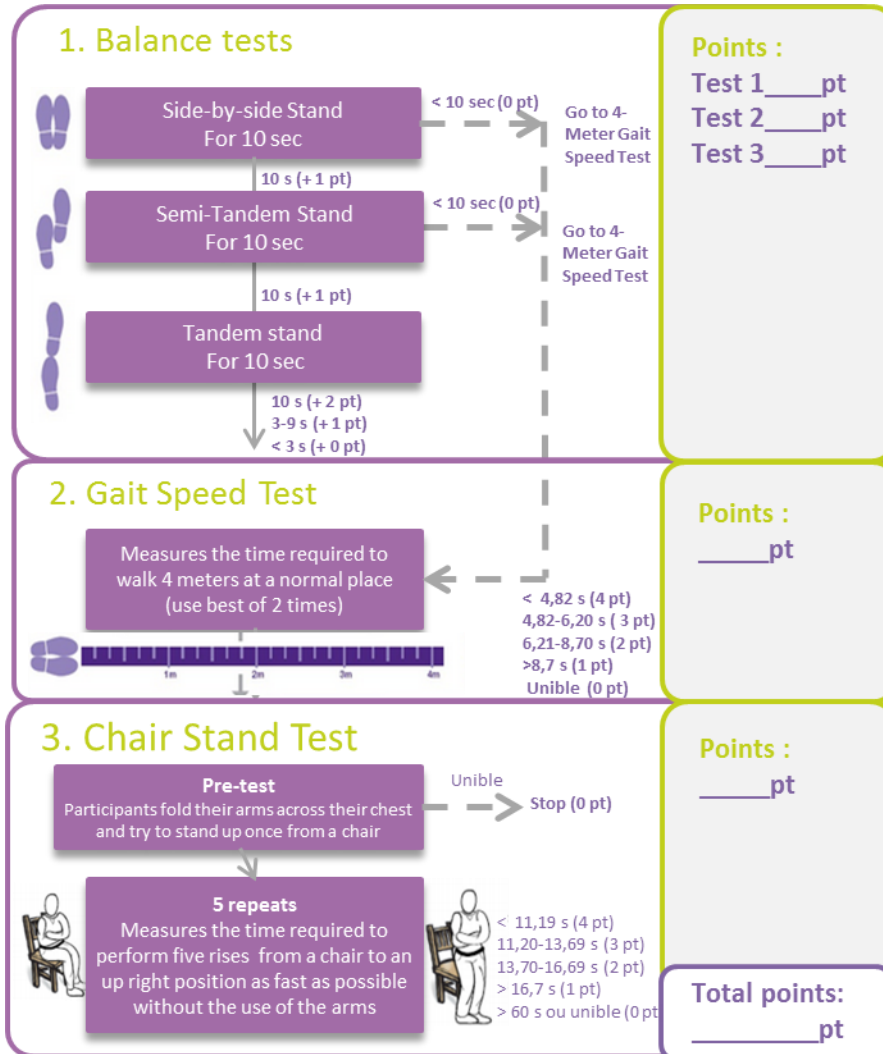 1. Balance tests
Side-by-side Stand
For 10 sec
< 10 sec (0 pt)
Go to 4-
Meter Gait
Speed Test
10 s (+ 1 pt)
Semi-Tandem Stand
For 10 sec
< 10 sec (0 pt)
Go to 4-
Meter Gait
Speed Test
10 s (+ 1 pt)
Tandem stand
For 10 sec
10 s (+ 2 pt)
3-9 s (+ 1 pt)
< 3 s (+ 0 pt)
Points :
Test 1____pt
Test 2____pt
Test 3____pt
2. Gait Speed Test
Measures the time required to
walk 4 meters at a normal place
(use best of 2 times)
1m 2m 3m 4m
< 4,82 s (4 pt)
4,82-6,20 s ( 3 pt)
6,21-8,70 s (2 pt)
>8,7 s (1 pt)
Unible (0 pt)
Points :
_____pt
3. Chair Stand Test
Pre-test
Participants fold their arms across their chest
and try to stand up once from a chair
Unible
Stop (0 pt)
5 repeats
Measures the time required to
perform five rises from a chair to an
up right position as fast as possible
without the use of the arms
< 11,19 s (4 pt)
11,20-13,69 s (3 pt)
13,70-16,69 s (2 pt)
> 16,7 s (1 pt)
> 60 s ou unible (0 pt
Points :
_____pt
Total points:
_________pt